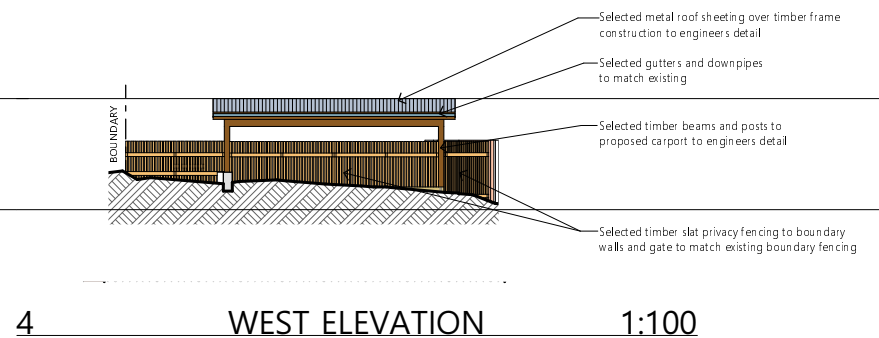 Selected metal roof sheeting over timber frame
construction to engineers detail
Selected gutters and downpipes
to match existing
BOUNDARY
Selected timber beams and posts to
proposed carport to engineers detail
Selected timber slat privacy fencing to boundary
walls and gate to match existing boundary fencing
4 WEST ELEVATION 1:100